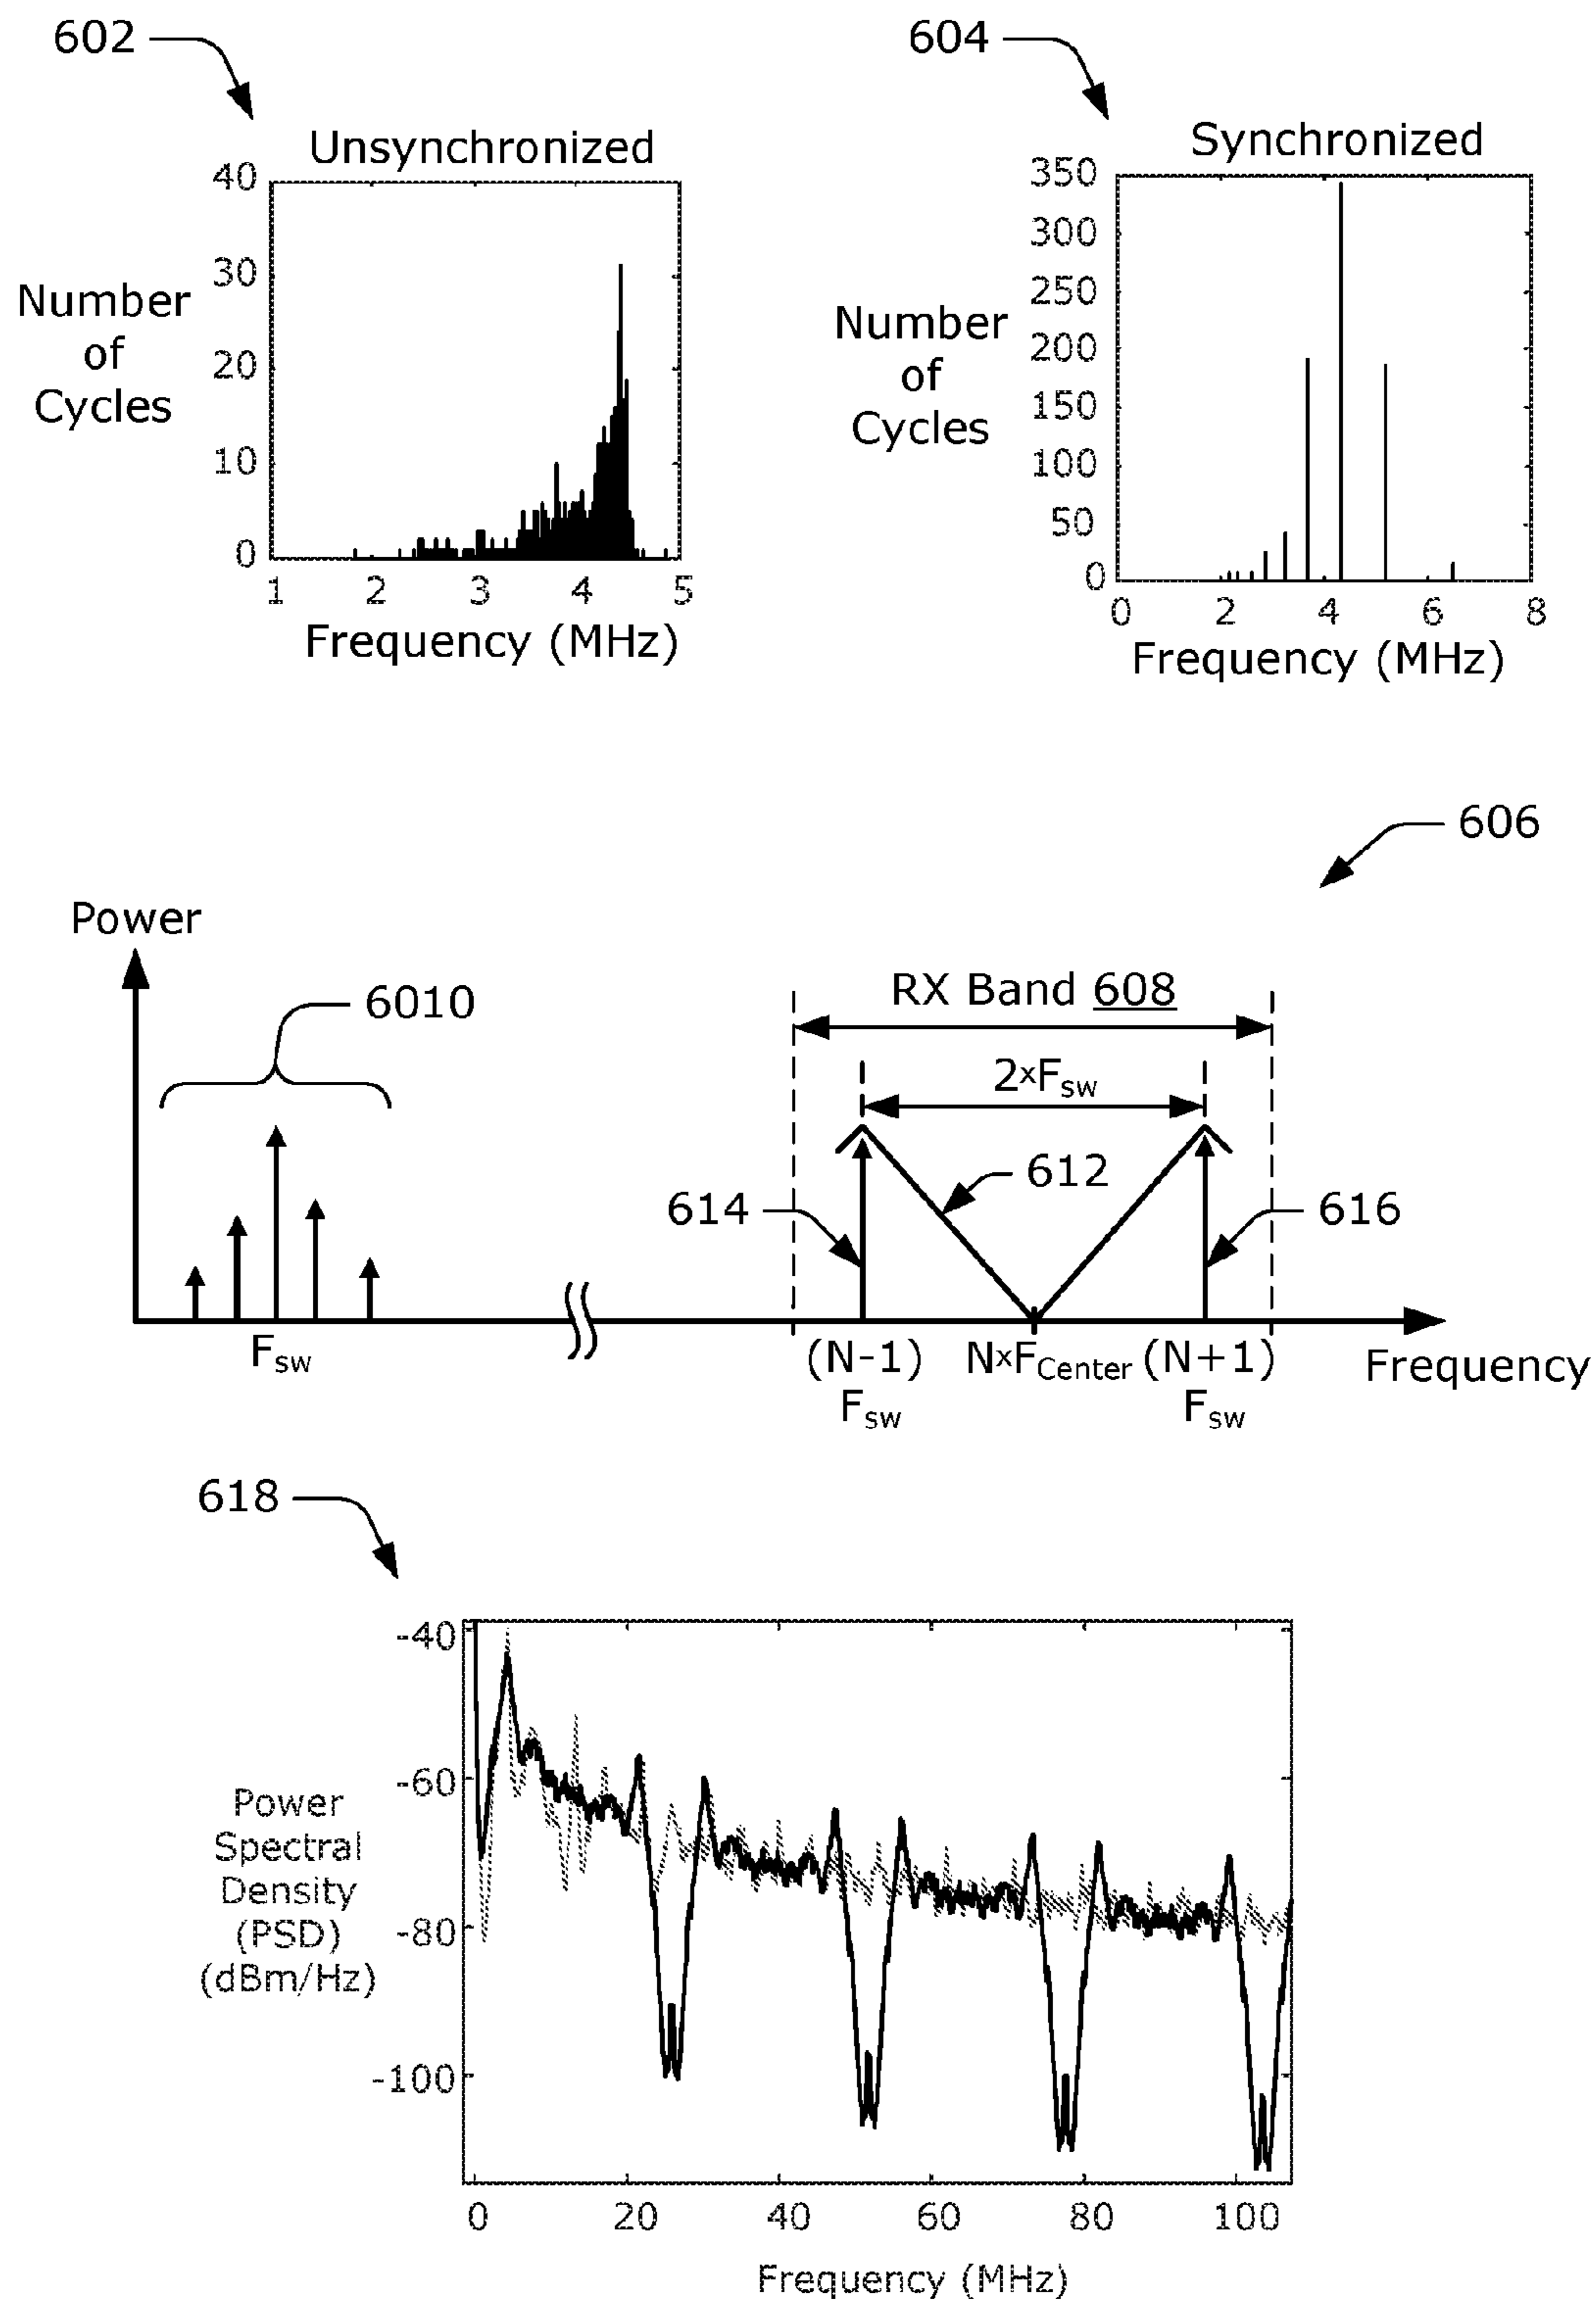 602
604
Unsynchronized
Synchronized
40
30
20
10
0
Number
of
Cycles
1 2 3 4 5
Frequency (MHz)
350
300
250
200
150
100
50
0
Number
of
Cycles
0 2 4 6 8
Frequency (MHz)
606
Power
6010
RX Band 608
2×Fsw
612
614
616
Fsw
(N-1)
Fsw
N×FCenter
(N+1)
Fsw
Frequency
618
-40
-60
-80
-100
Power
Spectral
Density
(PSD)
(dBm/Hz)
0 20 40 60 80 100
Frequency (MHz)